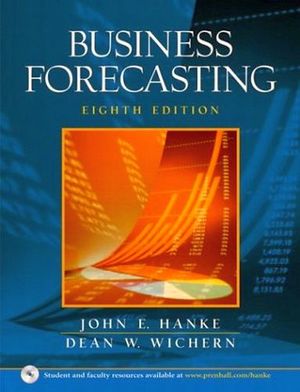 BUSINESS
FORECASTING
EIGHTH EDITION
JOHN E. HANKE
DEAN W. WICHERN
Student and faculty resources available at www.prenhall.com/hanke